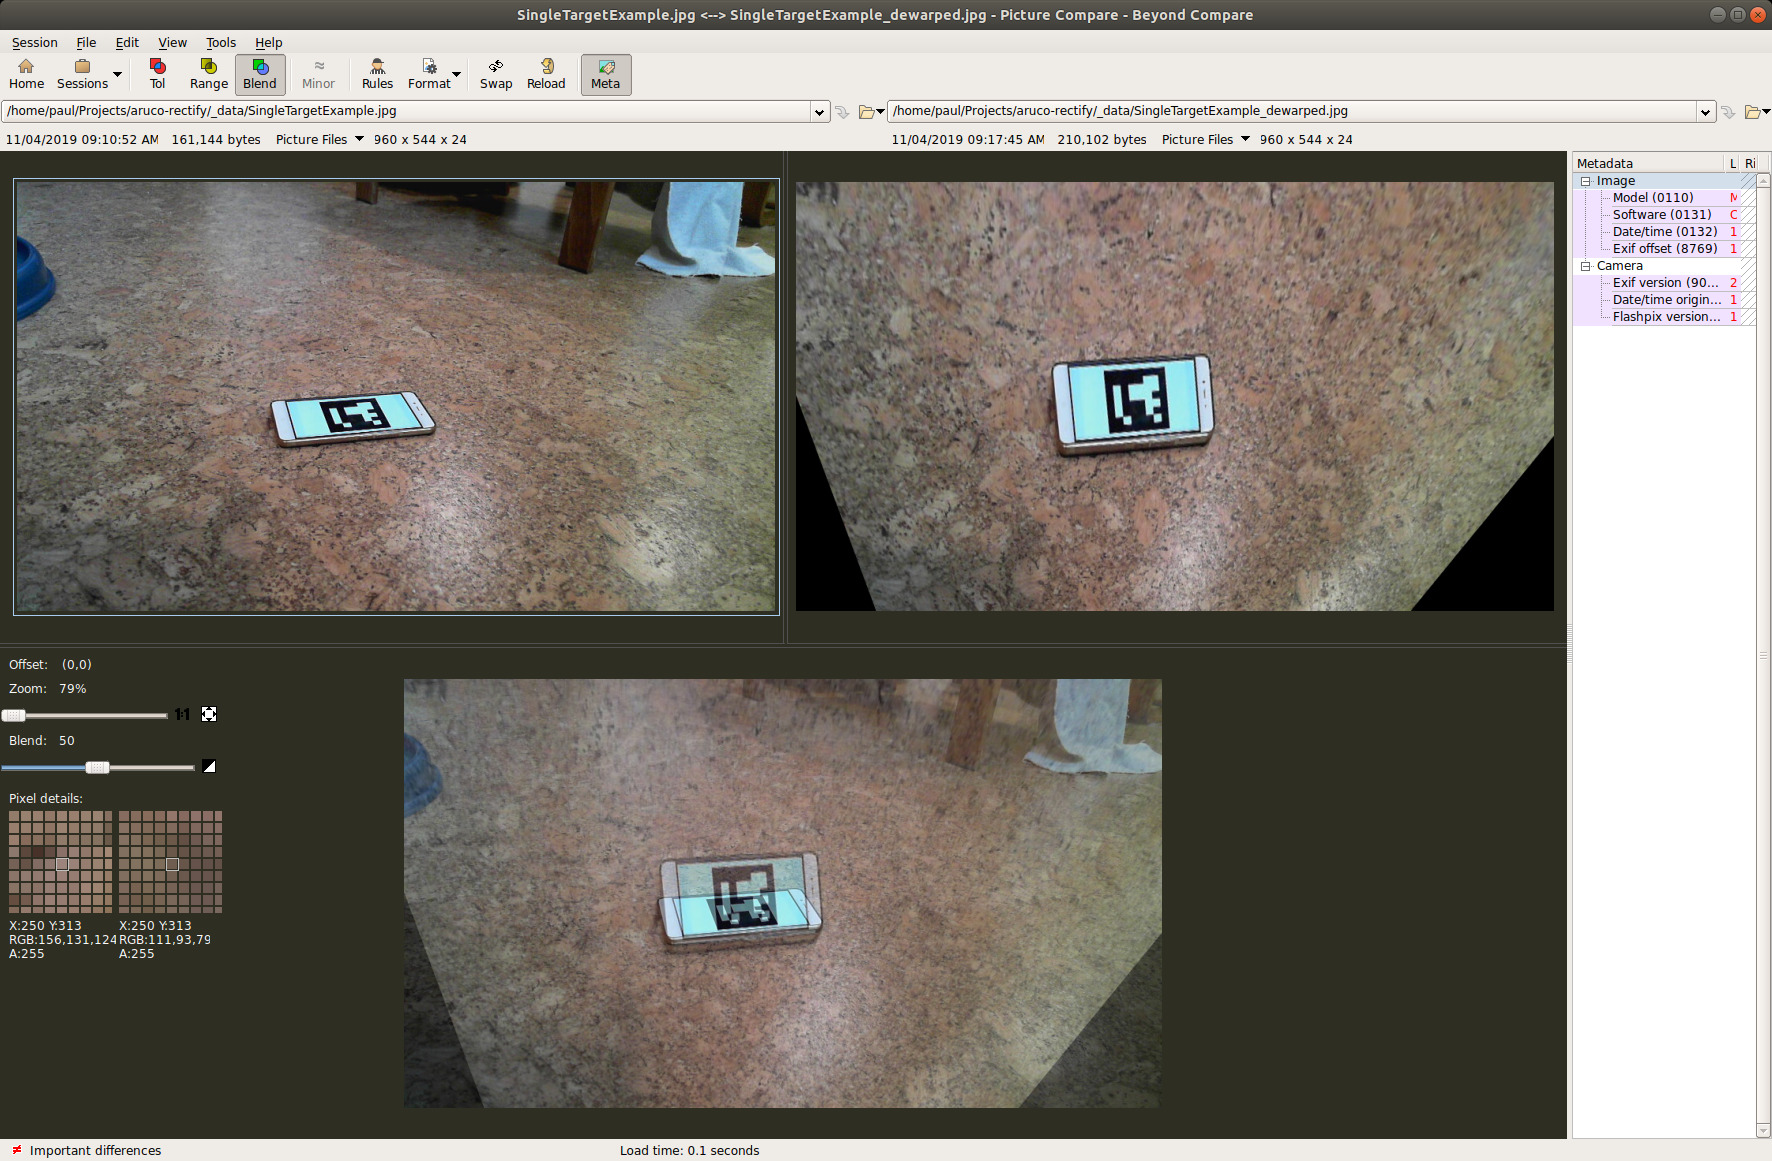 SingleTargetExample.jpg <--> SingleTargetExample_dewarped.jpg - Picture Compare - Beyond Compare
Session File Edit View Tools Help
Home Sessions Tol Range Blend Minor Rules Format Swap Reload Meta
/home/paul/Projects/aruco-rectify/_data/SingleTargetExample.jpg
/home/paul/Projects/aruco-rectify/_data/SingleTargetExample_dewarped.jpg
11/04/2019 09:10:52 AM 161,144 bytes Picture Files 960 x 544 x 24
11/04/2019 09:17:45 AM 210,102 bytes Picture Files 960 x 544 x 24
Metadata L Ri
Image
Model (0110) M
Software (0131) C
Date/time (0132) 1
Exif offset (8769) 1
Camera
Exif version (90... 2
Date/time origin... 1
Flashpix version... 1
Offset: (0,0)
Zoom: 79%
1:1
Blend: 50
Pixel details:
X:250 Y:313 X:250 Y:313
RGB:156,131,124 RGB:111,93,79
A:255 A:255
≠ Important differences Load time: 0.1 seconds